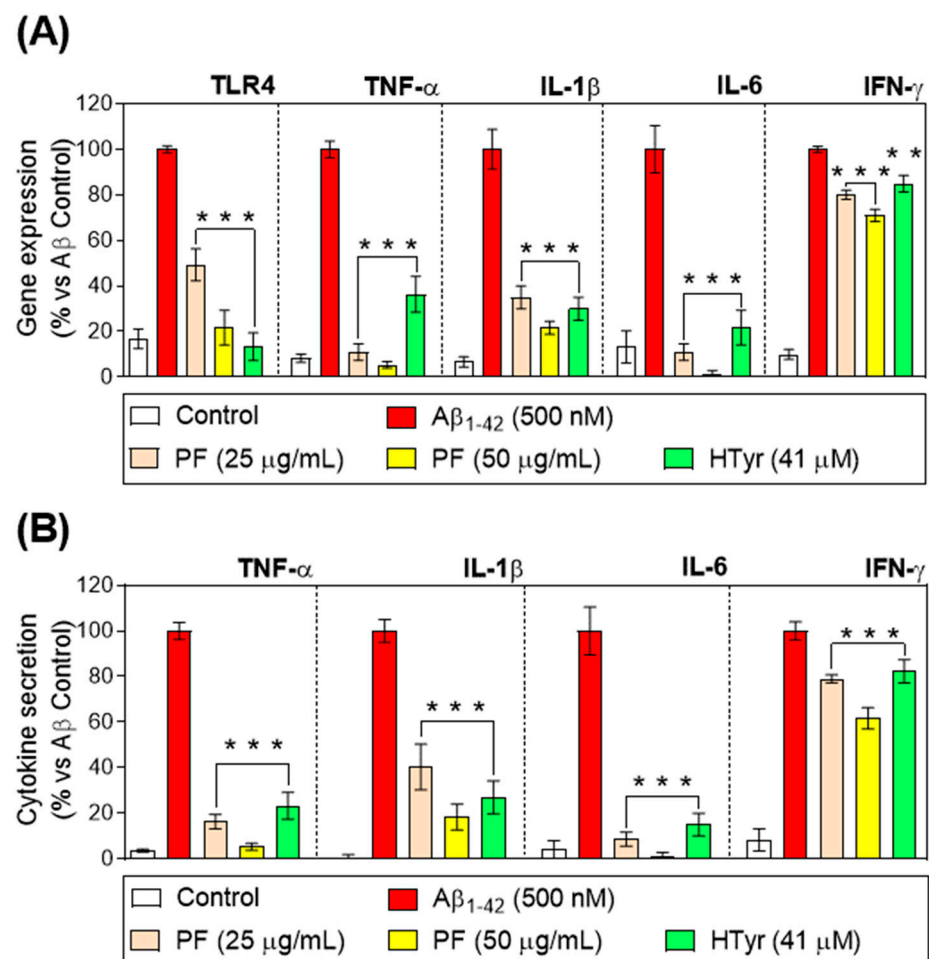 (A)
TLR4 TNF-α IL-1β IL-6 IFN-γ
Gene expression
(% vs Aβ Control)
120
100
80
60
40
20
0
* * *
* * *
* * *
* * *
* * *
* *
Control Aβ1-42 (500 nM)
PF (25 μg/mL) PF (50 μg/mL) HTyr (41 μM)
(B)
TNF-α IL-1β IL-6 IFN-γ
Cytokine secretion
(% vs Aβ Control)
120
100
80
60
40
20
0
* * *
* * *
* * *
* * *
Control Aβ1-42 (500 nM)
PF (25 μg/mL) PF (50 μg/mL) HTyr (41 μM)